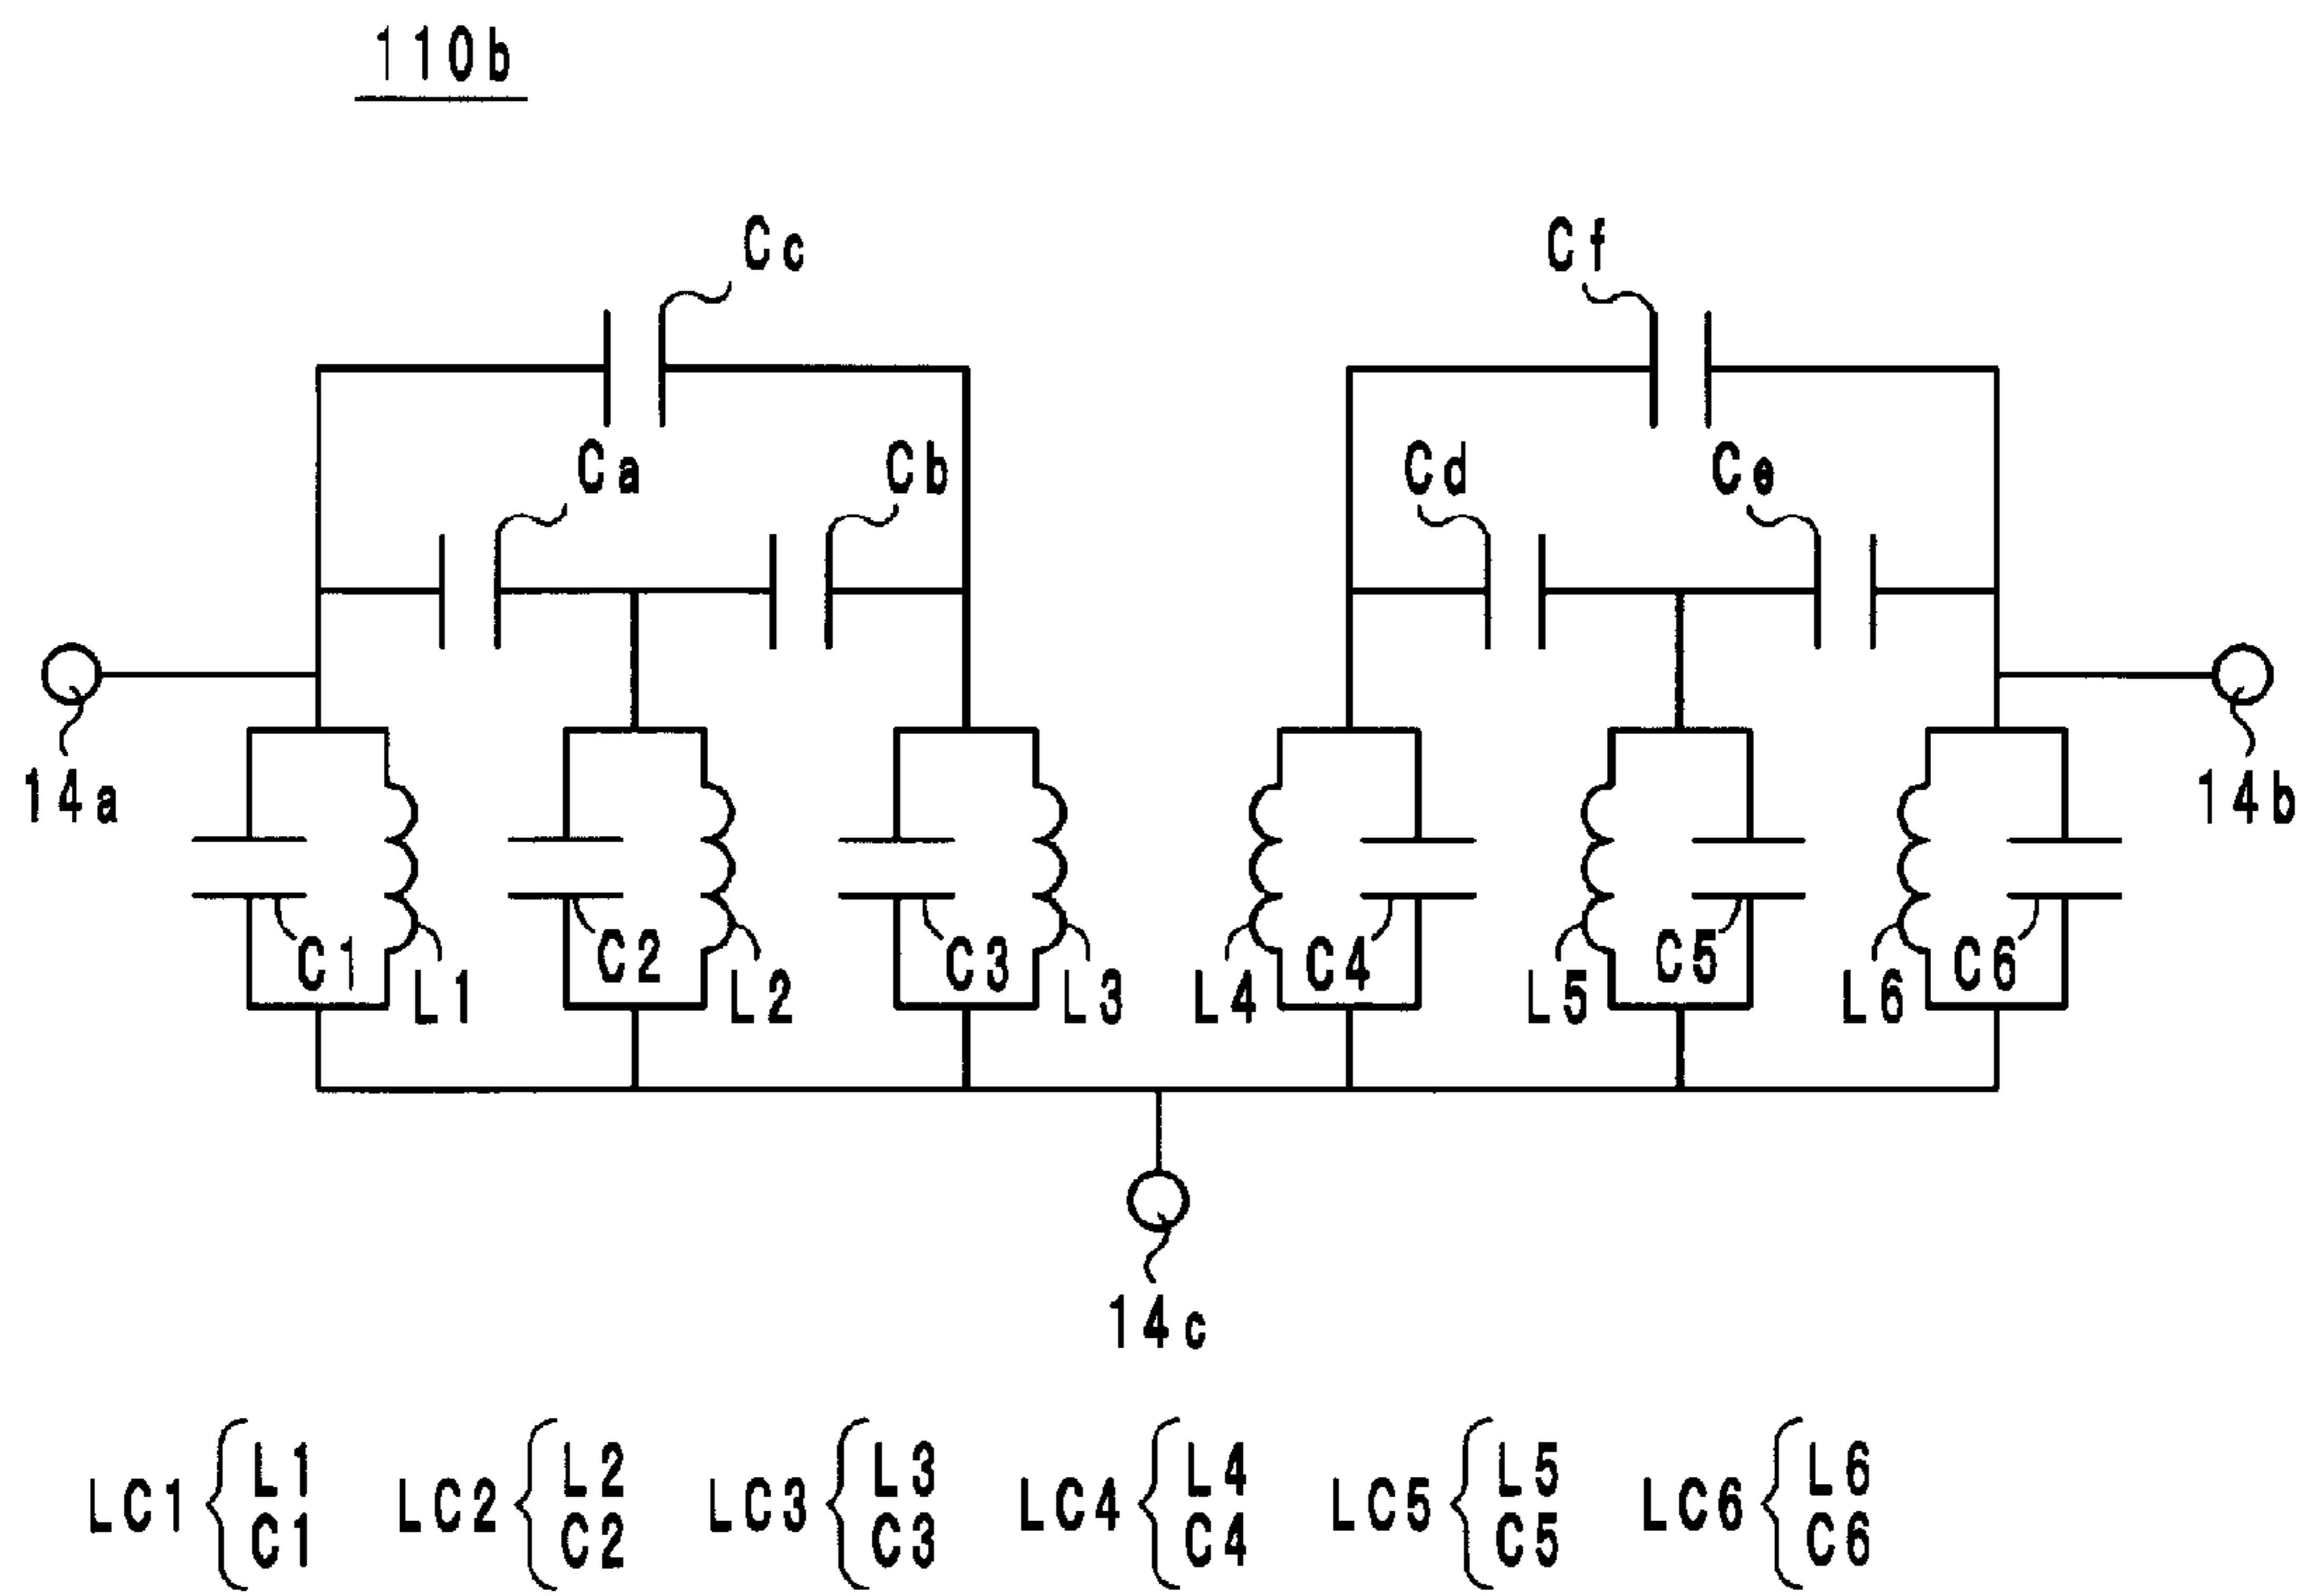 110b
Cc
Cf
Ca
Cb
Cd
Ce
14a
14b
C1
L1
C2
L2
C3
L3
L4
C4
L5
C5
L6
C6
14c
LC1 { L1 C1
LC2 { L2 C2
LC3 { L3 C3
LC4 { L4 C4
LC5 { L5 C5
LC6 { L6 C6